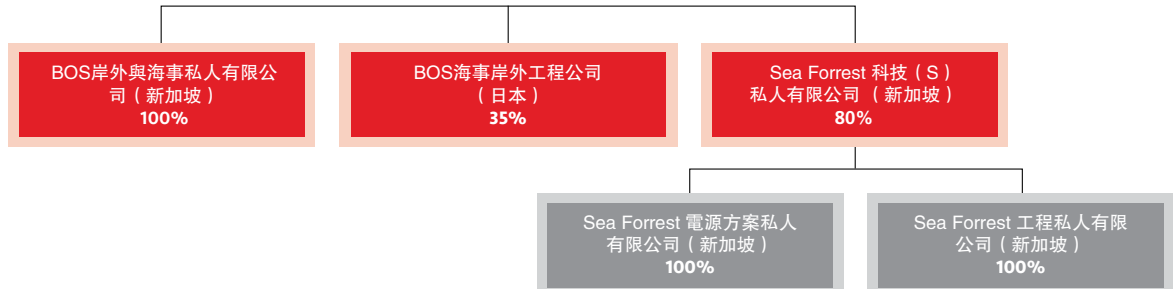 BOS岸外與海事私人有限公
司（新加坡）
100%
BOS海事岸外工程公司
（日本）
35%
Sea Forrest 科技（S）
私人有限公司 （新加坡）
80%
Sea Forrest 電源方案私人
有限公司（新加坡）
100%
Sea Forrest 工程私人有限
公司（新加坡）
100%